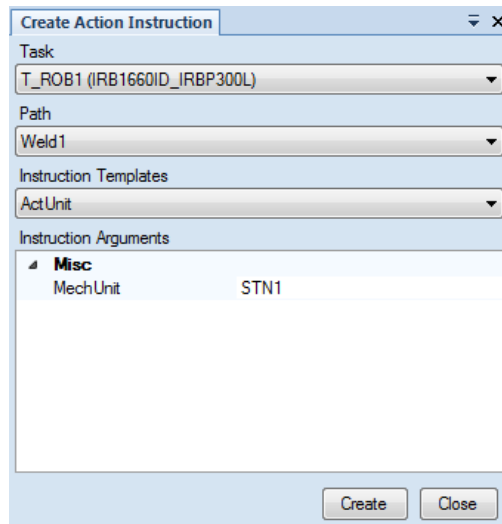 Create Action Instruction
Task
T_ROB1 (IRB1660ID_IRBP300L)
Path
Weld1
Instruction Templates
ActUnit
Instruction Arguments
Misc
MechUnit STN1
Create Close